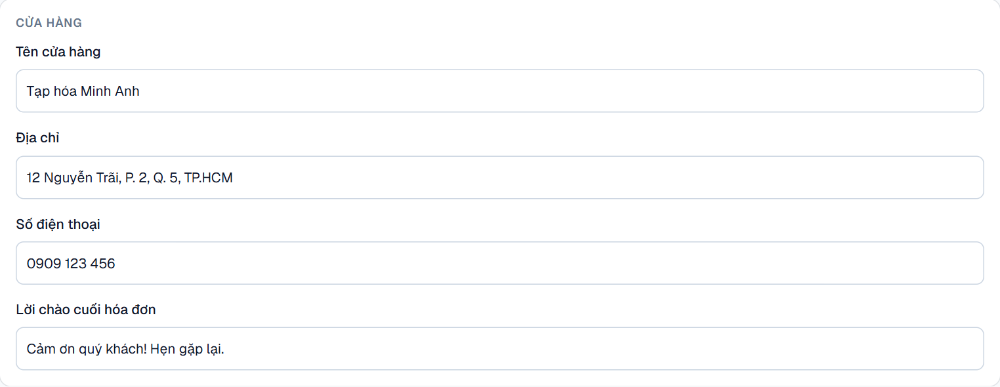 CỬA HÀNG
Tên cửa hàng
Tạp hóa Minh Anh
Địa chỉ
12 Nguyễn Trãi, P. 2, Q. 5, TP.HCM
Số điện thoại
0909 123 456
Lời chào cuối hóa đơn
Cảm ơn quý khách! Hẹn gặp lại.